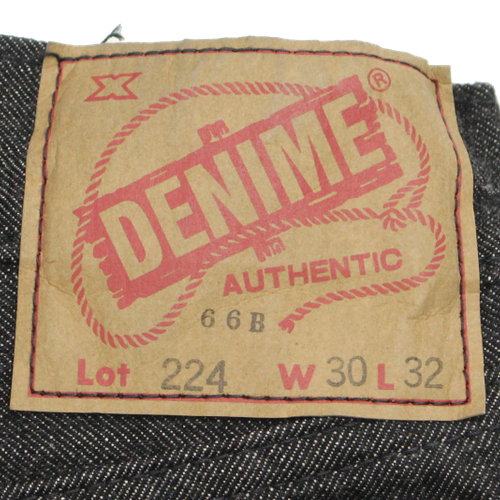 X
DENIME ®
AUTHENTIC
66B
Lot 224 W 30 L 32